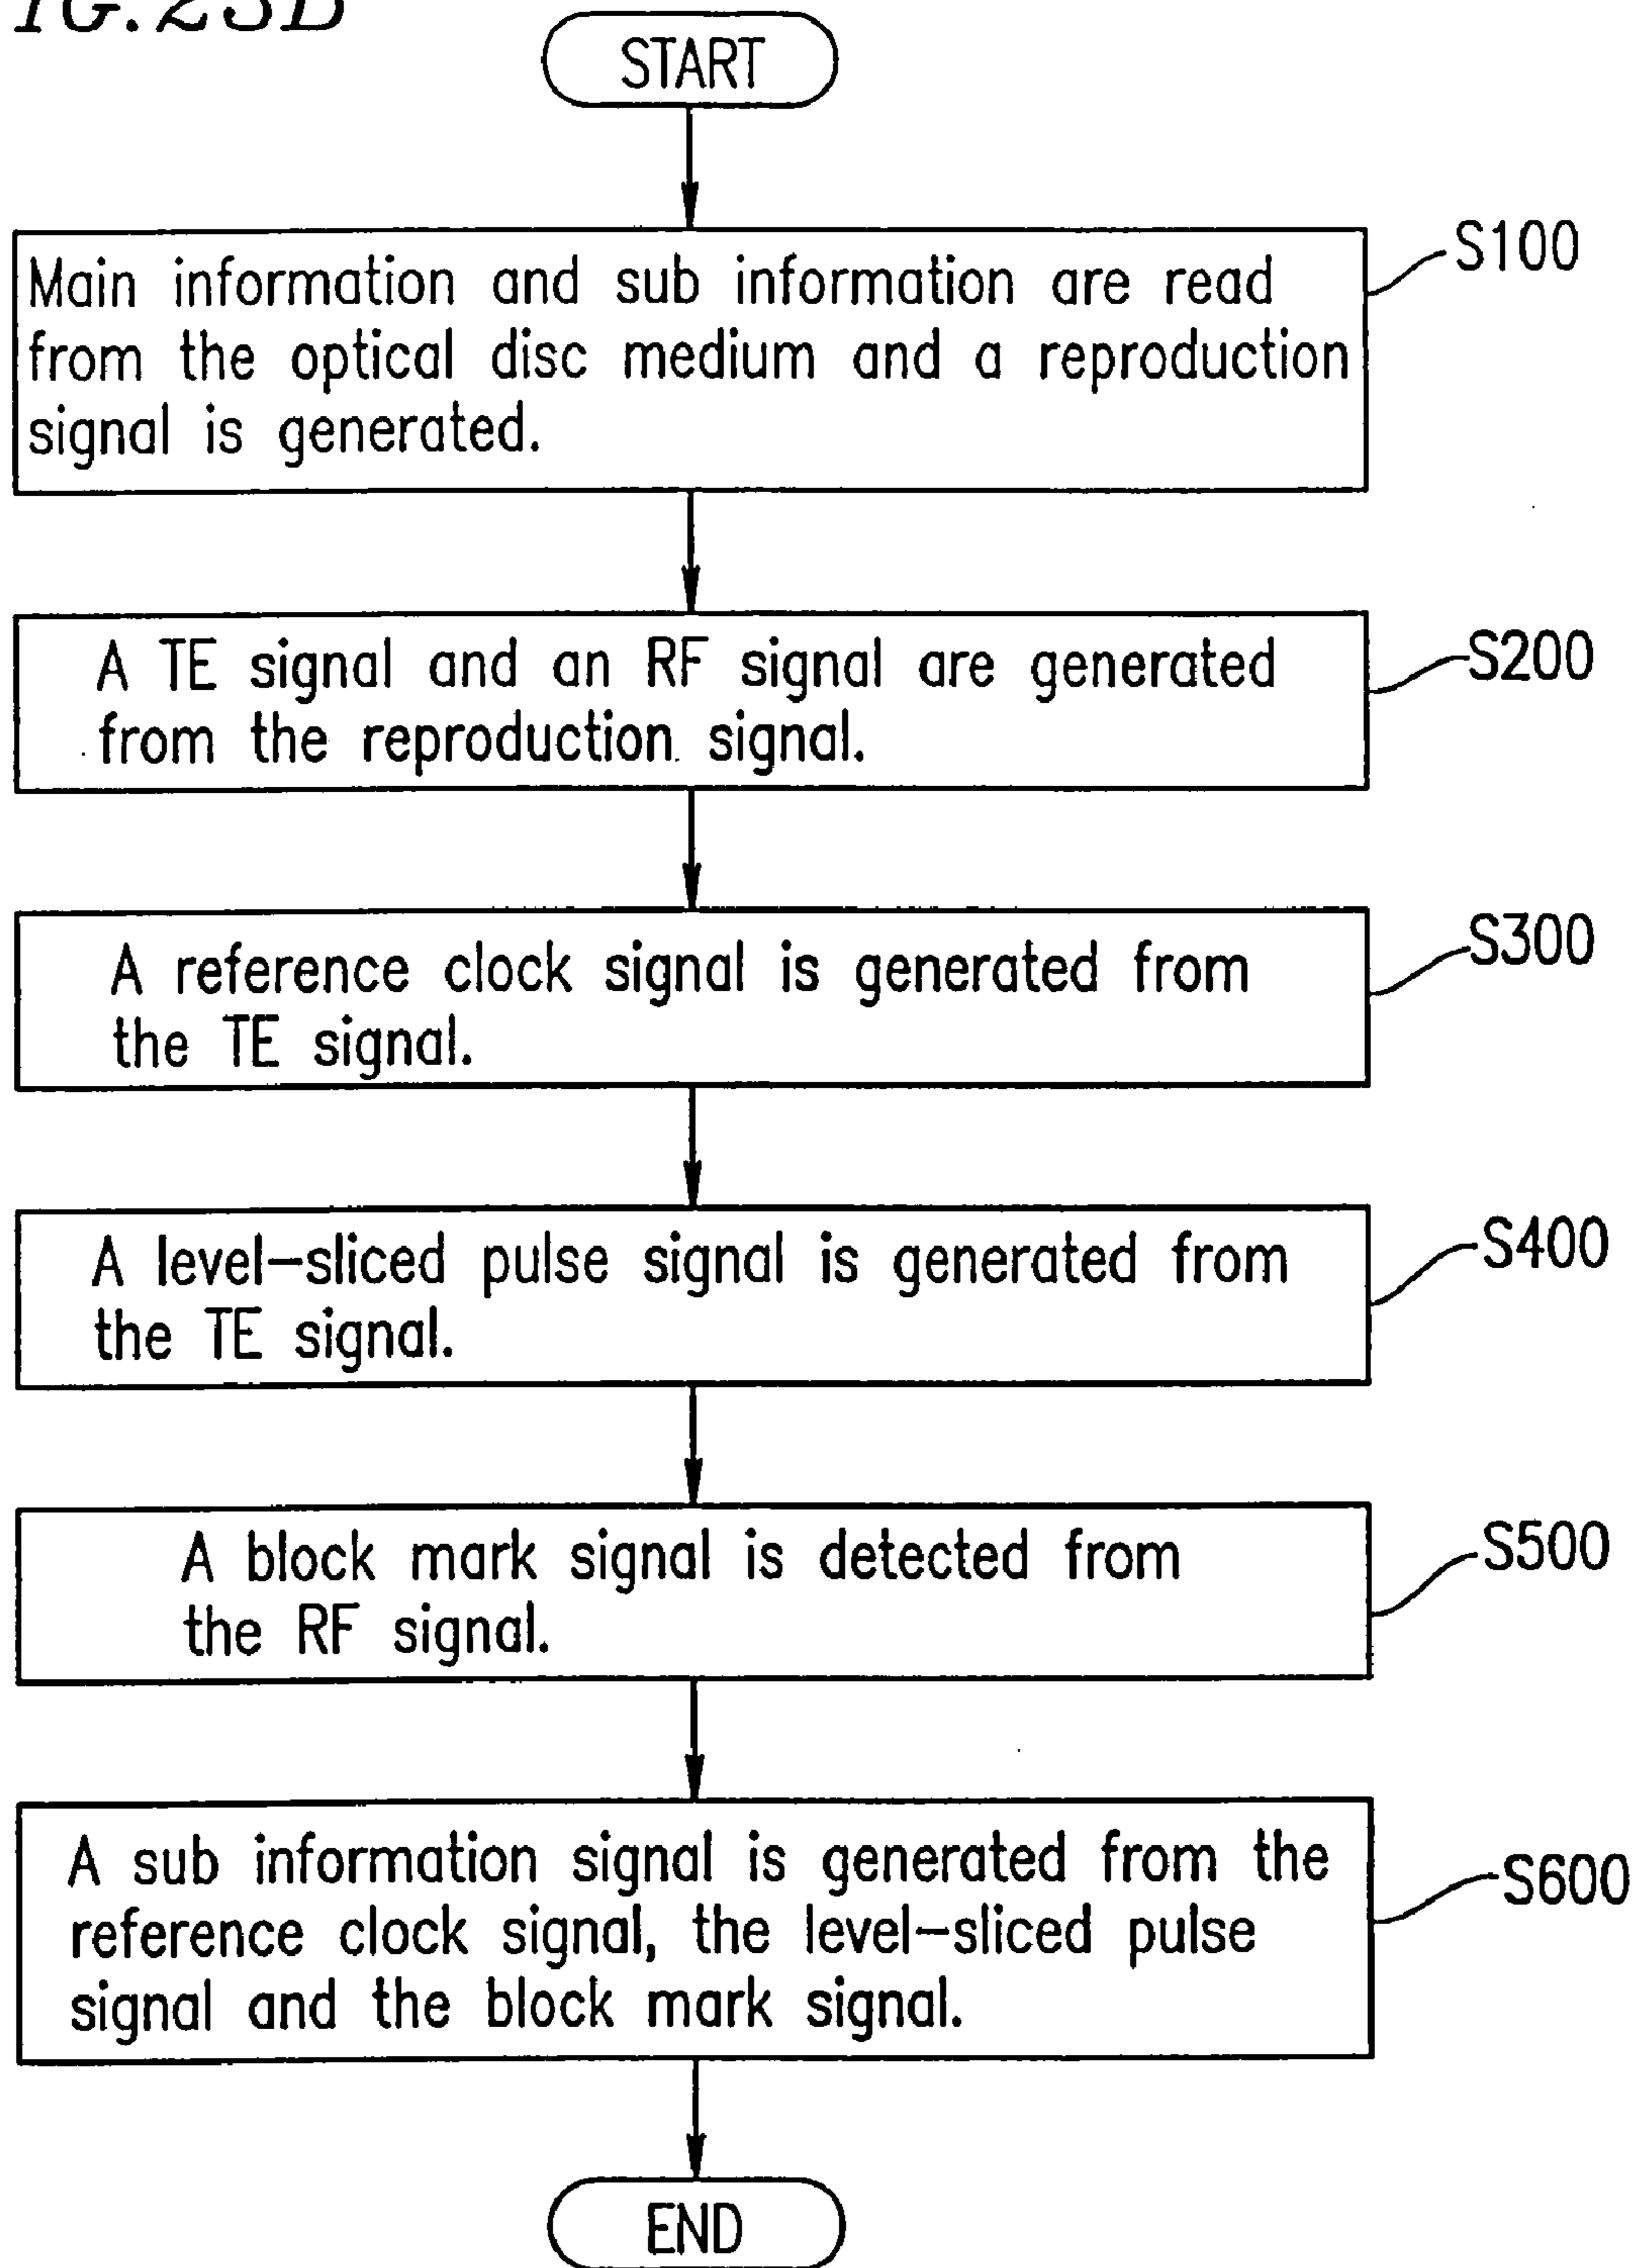 FIG.23B
START
Main information and sub information are read
from the optical disc medium and a reproduction
signal is generated.
S100
A TE signal and an RF signal are generated
from the reproduction signal.
S200
A reference clock signal is generated from
the TE signal.
S300
A level-sliced pulse signal is generated from
the TE signal.
S400
A block mark signal is detected from
the RF signal.
S500
A sub information signal is generated from the
reference clock signal, the level-sliced pulse
signal and the block mark signal.
S600
END